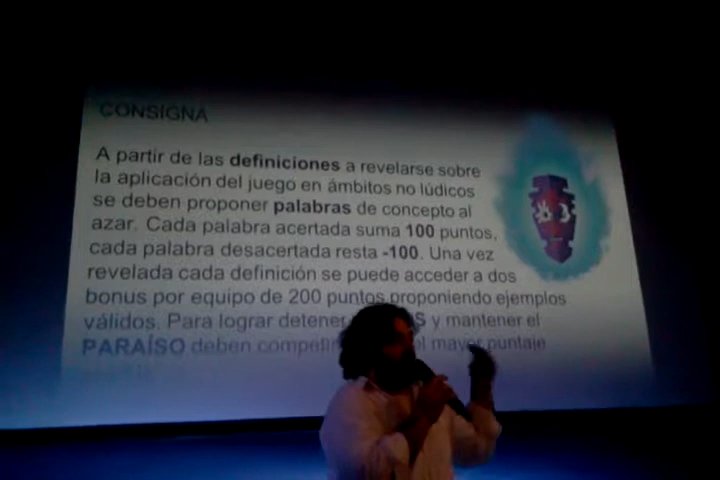 CONSIGNA
A partir de las definiciones a revelarse sobre
la aplicación del juego en ámbitos no lúdicos
se deben proponer palabras de concepto al
azar. Cada palabra acertada suma 100 puntos,
cada palabra desacertada resta -100. Una vez
revelada cada definición se puede acceder a dos
bonus por equipo de 200 puntos proponiendo ejemplos
válidos. Para lograr detener S y mantener el
PARAÍSO deben competir el mayor puntaje